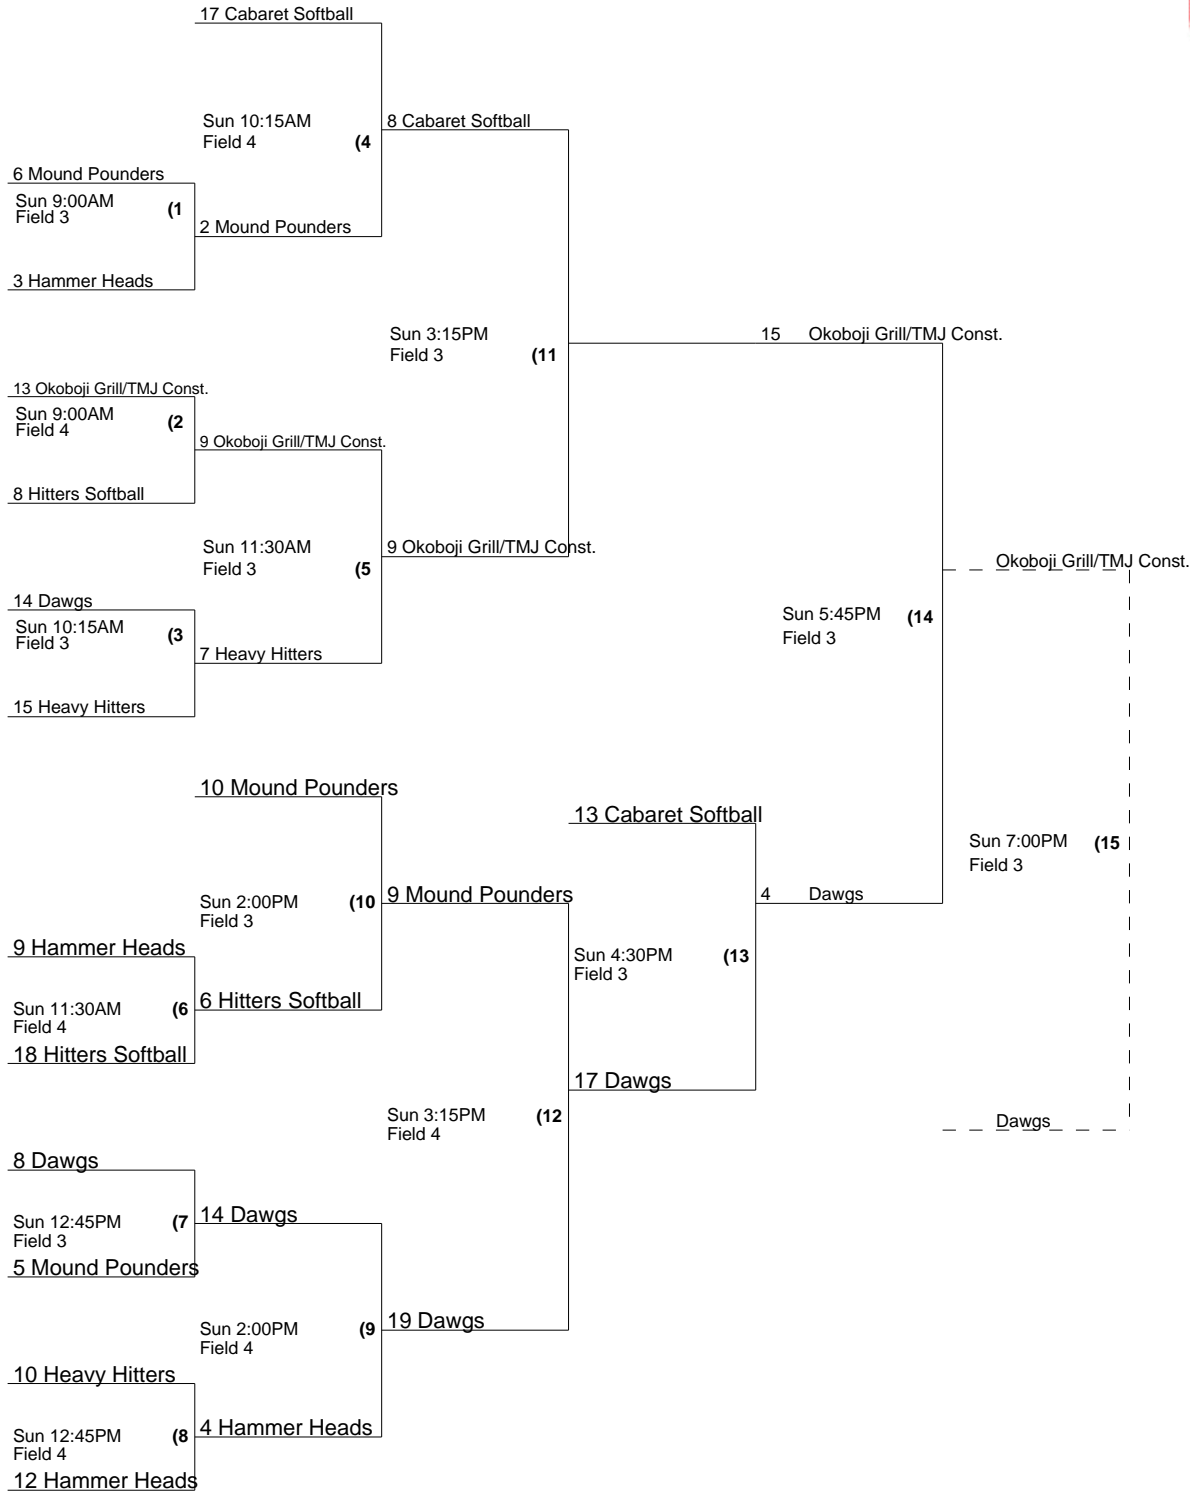 17 Cabaret Softball
Sun 10:15AM
Field 4
(4
8 Cabaret Softball
6 Mound Pounders
Sun 9:00AM
Field 3
(1
2 Mound Pounders
3 Hammer Heads
Sun 3:15PM
Field 3
(11
15 Okoboji Grill/TMJ Const.
13 Okoboji Grill/TMJ Const.
Sun 9:00AM
Field 4
(2
9 Okoboji Grill/TMJ Const.
8 Hitters Softball
Sun 11:30AM
Field 3
(5
9 Okoboji Grill/TMJ Const.
14 Dawgs
Sun 10:15AM
Field 3
(3
7 Heavy Hitters
15 Heavy Hitters
Okoboji Grill/TMJ Const.
Sun 5:45PM
Field 3
(14
10 Mound Pounders
13 Cabaret Softball
Sun 7:00PM
Field 3
(15
Sun 2:00PM
Field 3
(10
9 Mound Pounders
4 Dawgs
9 Hammer Heads
Sun 4:30PM
Field 3
(13
Sun 11:30AM
Field 4
(6
6 Hitters Softball
18 Hitters Softball
17 Dawgs
Sun 3:15PM
Field 4
(12
Dawgs
8 Dawgs
Sun 12:45PM
Field 3
(7
14 Dawgs
5 Mound Pounders
Sun 2:00PM
Field 4
(9
19 Dawgs
10 Heavy Hitters
Sun 12:45PM
Field 4
(8
4 Hammer Heads
12 Hammer Heads